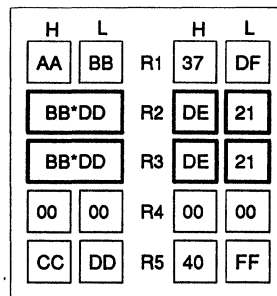 H L H L
AA BB R1 37 DF
BB*DD R2 DE 21
BB*DD R3 DE 21
00 00 R4 00 00
CC DD R5 40 FF